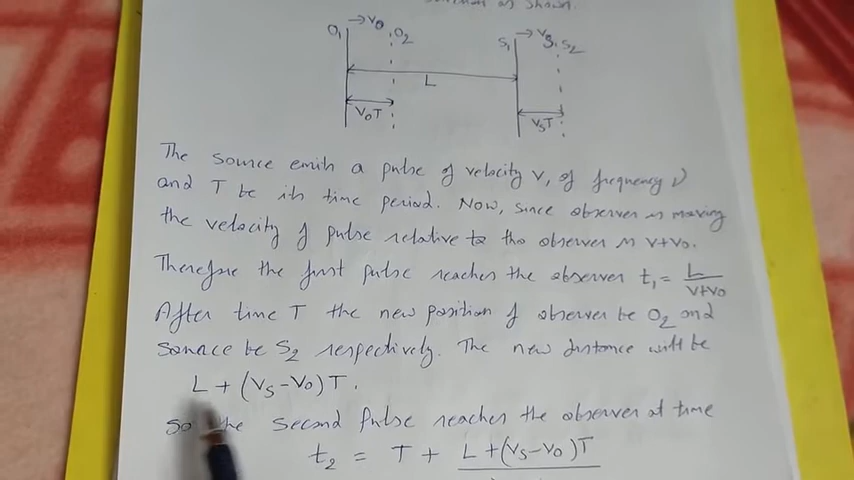 as shown.
O₁ → v₀ O₂ S₁ → vₛ S₂
L
V₀T
VₛT
The source emits a pulse of velocity v, of frequency ν
and T be its time period. Now, since observer is moving
the velocity of pulse relative to the observer is v+v₀.
Therefore the first pulse reaches the observer t₁ = L/(v+v₀)
After time T the new position of observer be O₂ and
source be S₂ respectively. The new distance will be
L + (vₛ-v₀)T.
So the second pulse reaches the observer at time
t₂ = T + L+(vₛ-v₀)T